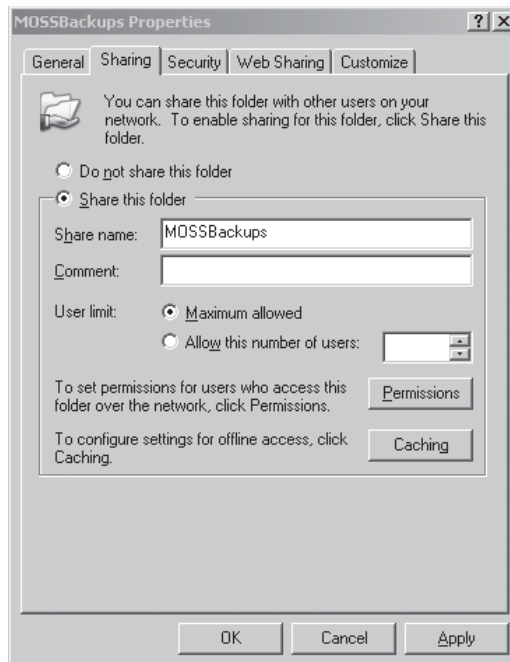 MOSSBackups Properties
? X
General Sharing Security Web Sharing Customize
You can share this folder with other users on your
network. To enable sharing for this folder, click Share this
folder.
Do not share this folder
Share this folder
Share name: MOSSBackups
Comment:
User limit: Maximum allowed
Allow this number of users:
To set permissions for users who access this
folder over the network, click Permissions.
Permissions
To configure settings for offline access, click
Caching.
Caching
OK Cancel Apply